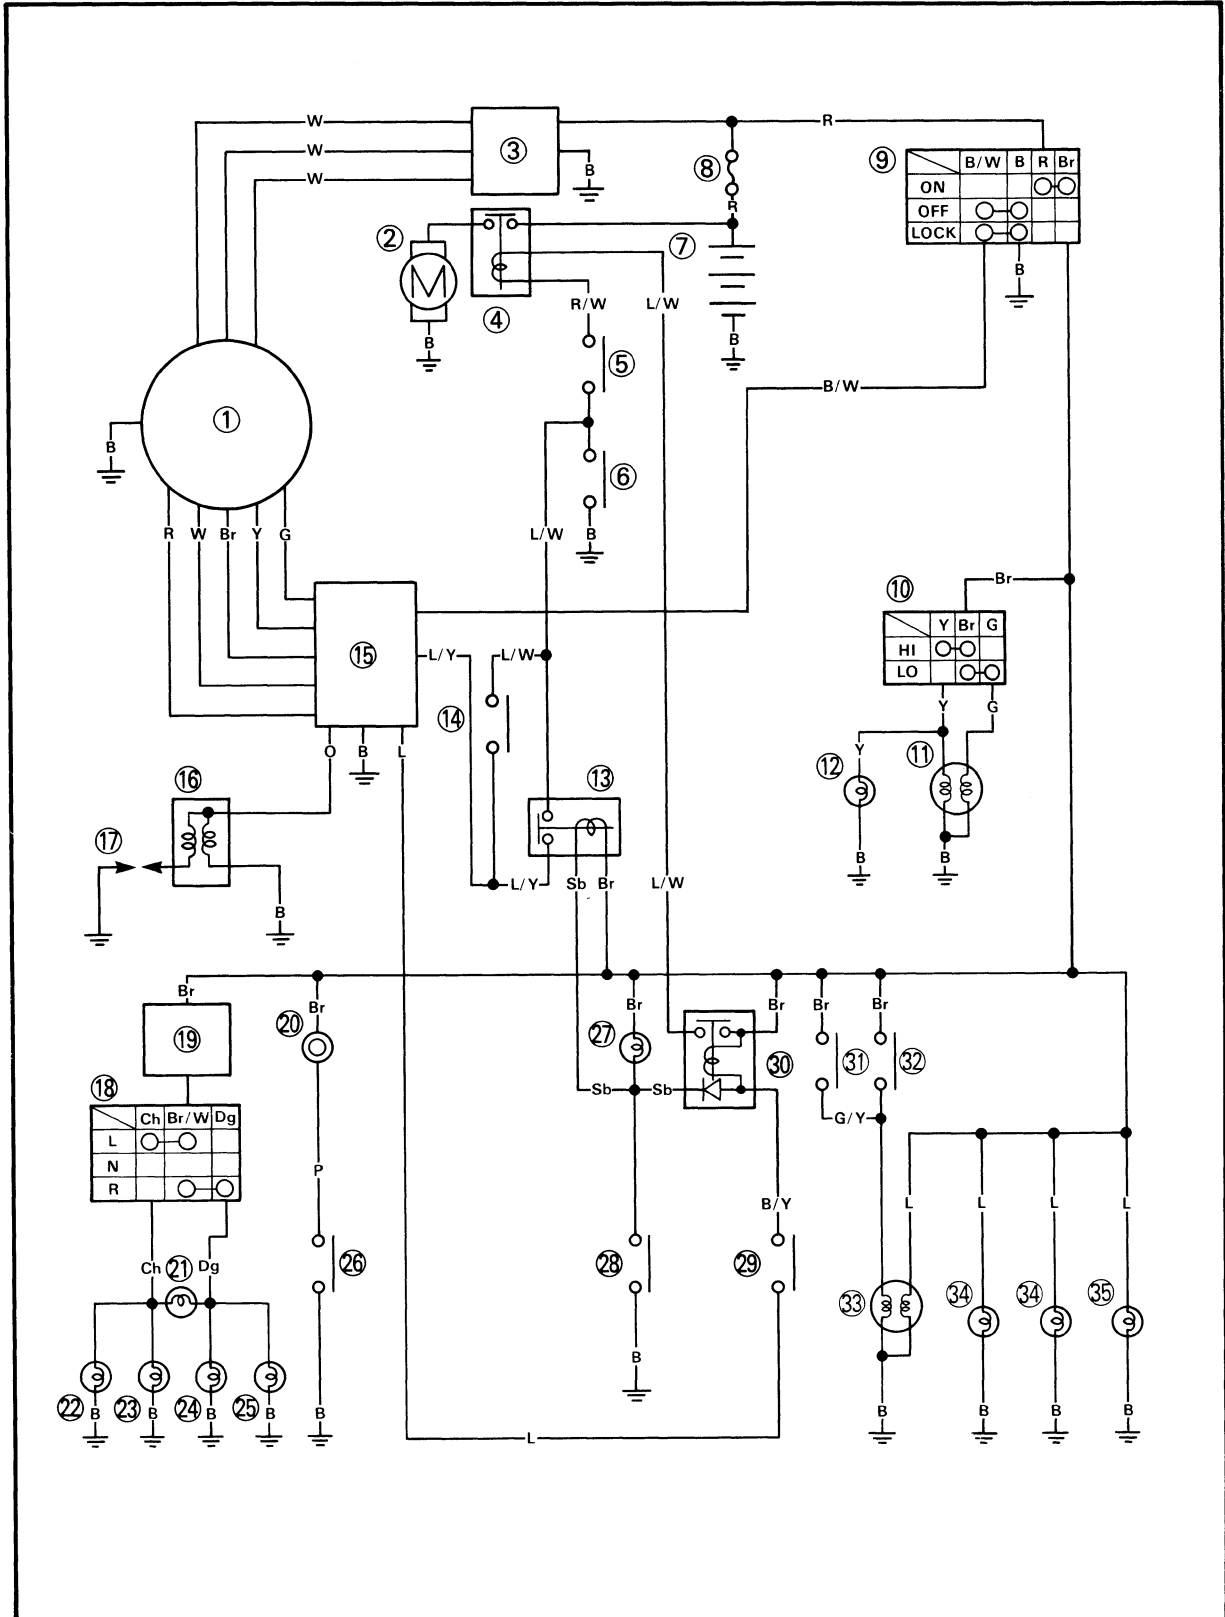 W
③
R
W
B
W
⑧
⑨
B/W B R Br
ON
OFF
LOCK
R
②
M
⑦
B
④
R/W
L/W
B
B
⑤
B/W
①
B
⑥
R W Br Y G
L/W
B
Br
⑩
Y Br G
HI
LO
⑮
L/Y
L/W
Y
G
⑭
O B L
Y
⑪
⑫
⑯
⑬
⑰
B
B
L/Y
Sb Br
L/W
B
Br
Br
Br
Br
Br
Br
⑲
⑳
㉗
㉚
㉛
㉜
⑱
Sb
Sb
Ch Br/W Dg
L
N
R
G/Y
P
B/Y
L
L
L
L
Ch
㉑
Dg
㉖
㉘
㉙
㉝
㉞
㉞
㉟
B
㉒
B
㉓
B
㉔
B
㉕
B
B
B
B
B
B
L